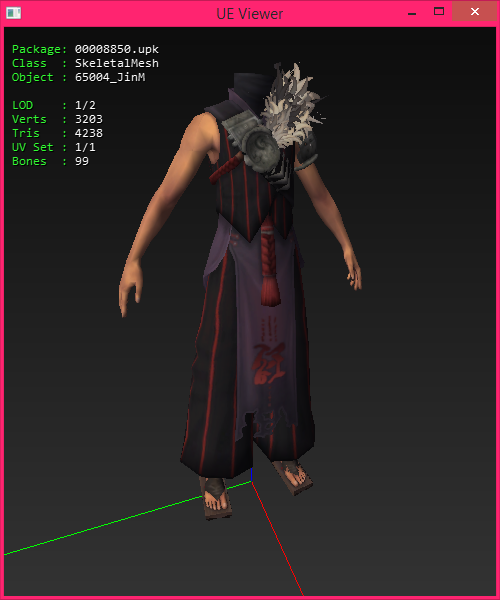 UE Viewer
Package: 00008850.upk
Class : SkeletalMesh
Object : 65004_JinM
LOD : 1/2
Verts : 3203
Tris : 4238
UV Set : 1/1
Bones : 99